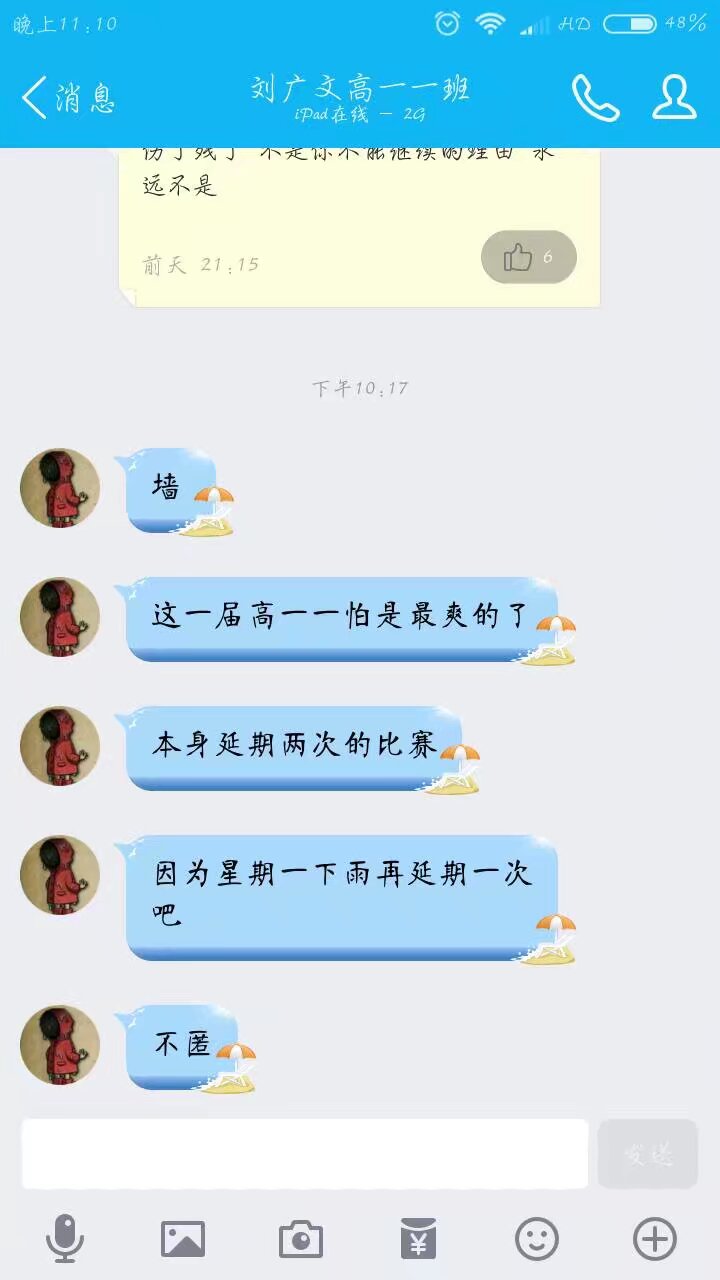 晚上11:10
HD
48%
消息
刘广文高一一班
iPad在线 - 2G
伤了残了 不是你不能继续的理由 永
远不是
前天 21:15
6
下午10:17
墙
这一届高一一怕是最爽的了
本身延期两次的比赛
因为星期一下雨再延期一次
吧
不匿
发送